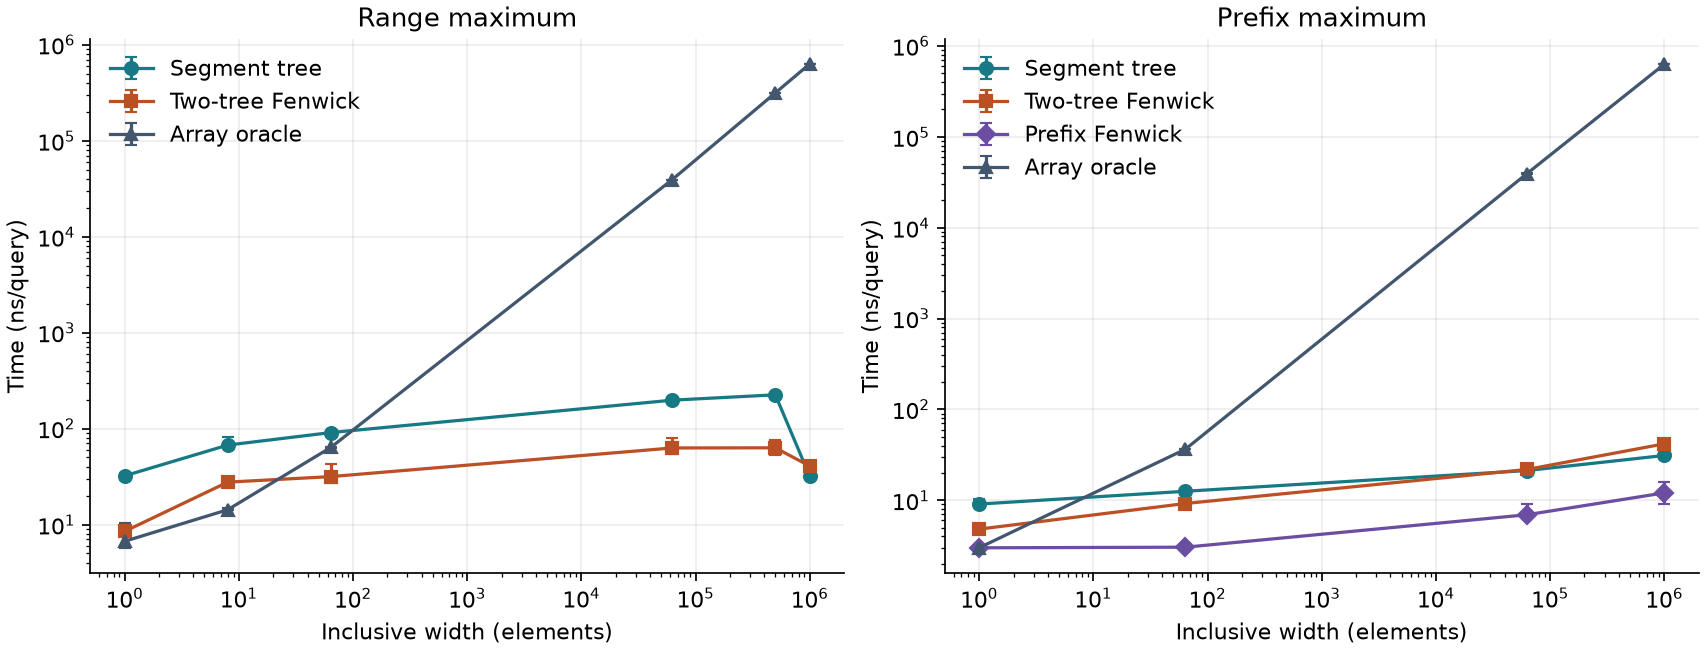 Range maximum
Time (ns/query)
10⁶
10⁵
10⁴
10³
10²
10¹
Segment tree
Two-tree Fenwick
Array oracle
10⁰ 10¹ 10² 10³ 10⁴ 10⁵ 10⁶
Inclusive width (elements)
Prefix maximum
Time (ns/query)
10⁶
10⁵
10⁴
10³
10²
10¹
Segment tree
Two-tree Fenwick
Prefix Fenwick
Array oracle
10⁰ 10¹ 10² 10³ 10⁴ 10⁵ 10⁶
Inclusive width (elements)